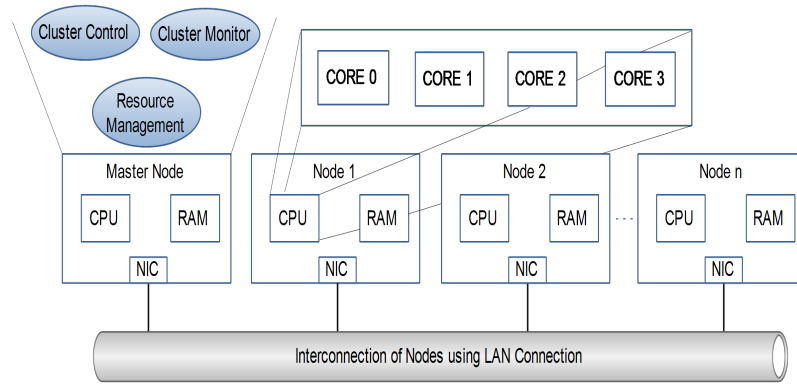 Cluster Control
Cluster Monitor
Resource
Management
CORE 0
CORE 1
CORE 2
CORE 3
Master Node
CPU
RAM
NIC
Node 1
CPU
RAM
NIC
Node 2
CPU
RAM
NIC
Node n
CPU
RAM
NIC
Interconnection of Nodes using LAN Connection